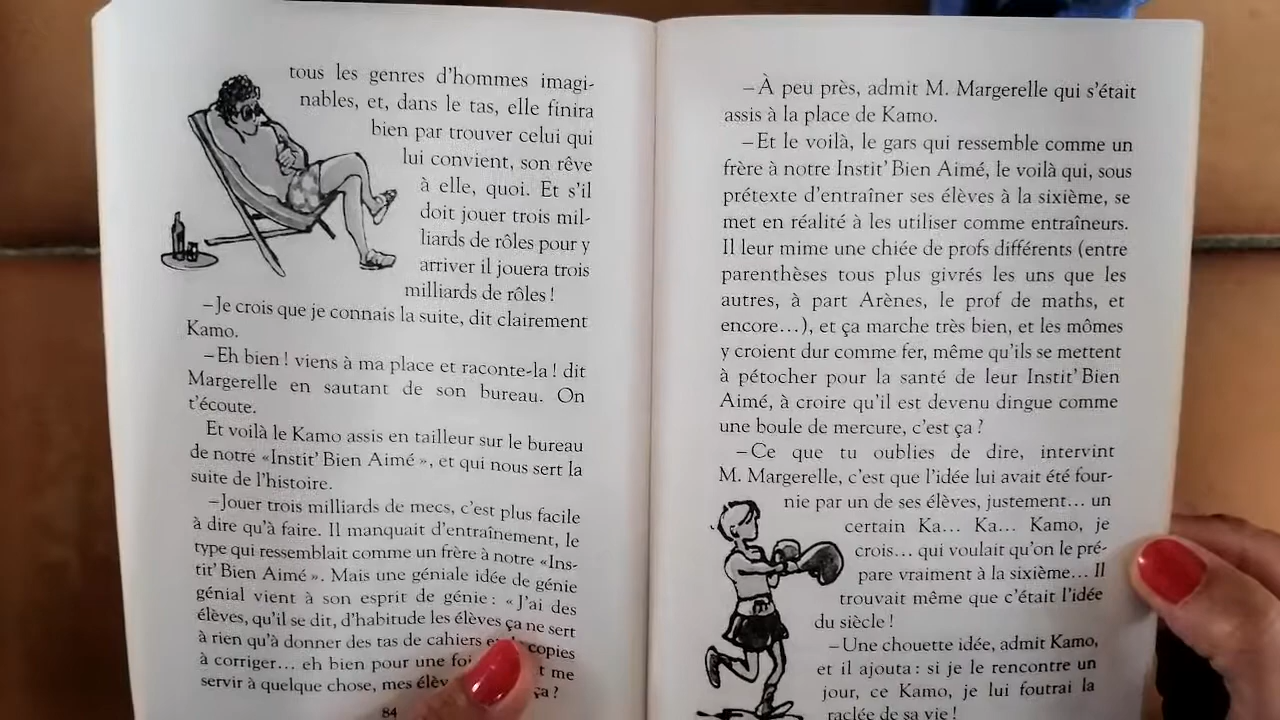 tous les genres d'hommes imagi-
nables, et, dans le tas, elle finira
bien par trouver celui qui
lui convient, son rêve
à elle, quoi. Et s'il
doit jouer trois mil-
liards de rôles pour y
arriver il jouera trois
milliards de rôles !
– Je crois que je connais la suite, dit clairement
Kamo.
– Eh bien ! viens à ma place et raconte-la ! dit
Margerelle en sautant de son bureau. On
t'écoute.
Et voilà le Kamo assis en tailleur sur le bureau
de notre «Instit' Bien Aimé », et qui nous sert la
suite de l'histoire.
– Jouer trois milliards de mecs, c'est plus facile
à dire qu'à faire. Il manquait d'entraînement, le
type qui ressemblait comme un frère à notre «Ins-
tit' Bien Aimé ». Mais une géniale idée de génie
génial vient à son esprit de génie : « J'ai des
élèves, qu'il se dit, d'habitude les élèves ça ne sert
à rien qu'à donner des tas de cahiers et copies
à corriger... eh bien pour une me
servir à quelque chose, mes ça ?
84
– À peu près, admit M. Margerelle qui s'était
assis à la place de Kamo.
– Et le voilà, le gars qui ressemble comme un
frère à notre Instit' Bien Aimé, le voilà qui, sous
prétexte d'entraîner ses élèves à la sixième, se
met en réalité à les utiliser comme entraîneurs.
Il leur mime une chiée de profs différents (entre
parenthèses tous plus givrés les uns que les
autres, à part Arènes, le prof de maths, et
encore...), et ça marche très bien, et les mômes
y croient dur comme fer, même qu'ils se mettent
à pétocher pour la santé de leur Instit' Bien
Aimé, à croire qu'il est devenu dingue comme
une boule de mercure, c'est ça ?
– Ce que tu oublies de dire, intervint
M. Margerelle, c'est que l'idée lui avait été four-
nie par un de ses élèves, justement... un
certain Ka... Ka... Kamo, je
crois... qui voulait qu'on le pré-
pare vraiment à la sixième... Il
trouvait même que c'était l'idée
du siècle !
– Une chouette idée, admit Kamo,
et il ajouta : si je le rencontre un
jour, ce Kamo, je lui foutrai la
raclée de sa vie !